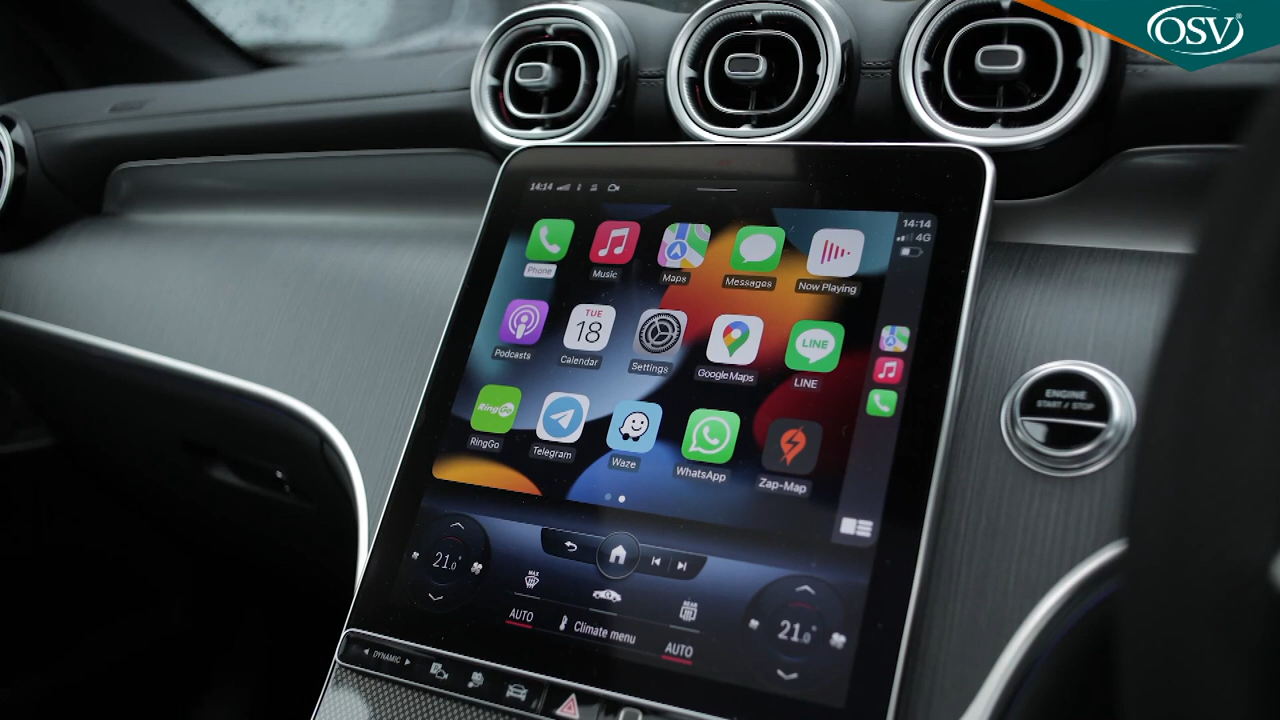 OSV
14:14
14:14
4G
Phone
Music
Maps
Messages
Now Playing
Podcasts
TUE
18
Calendar
Settings
Google Maps
LINE
LINE
RingGo
RingGo
Telegram
Waze
WhatsApp
Zap-Map
ENGINE
START / STOP
21.0°
MAX
REAR
21.0°
AUTO
Climate menu
AUTO
DYNAMIC